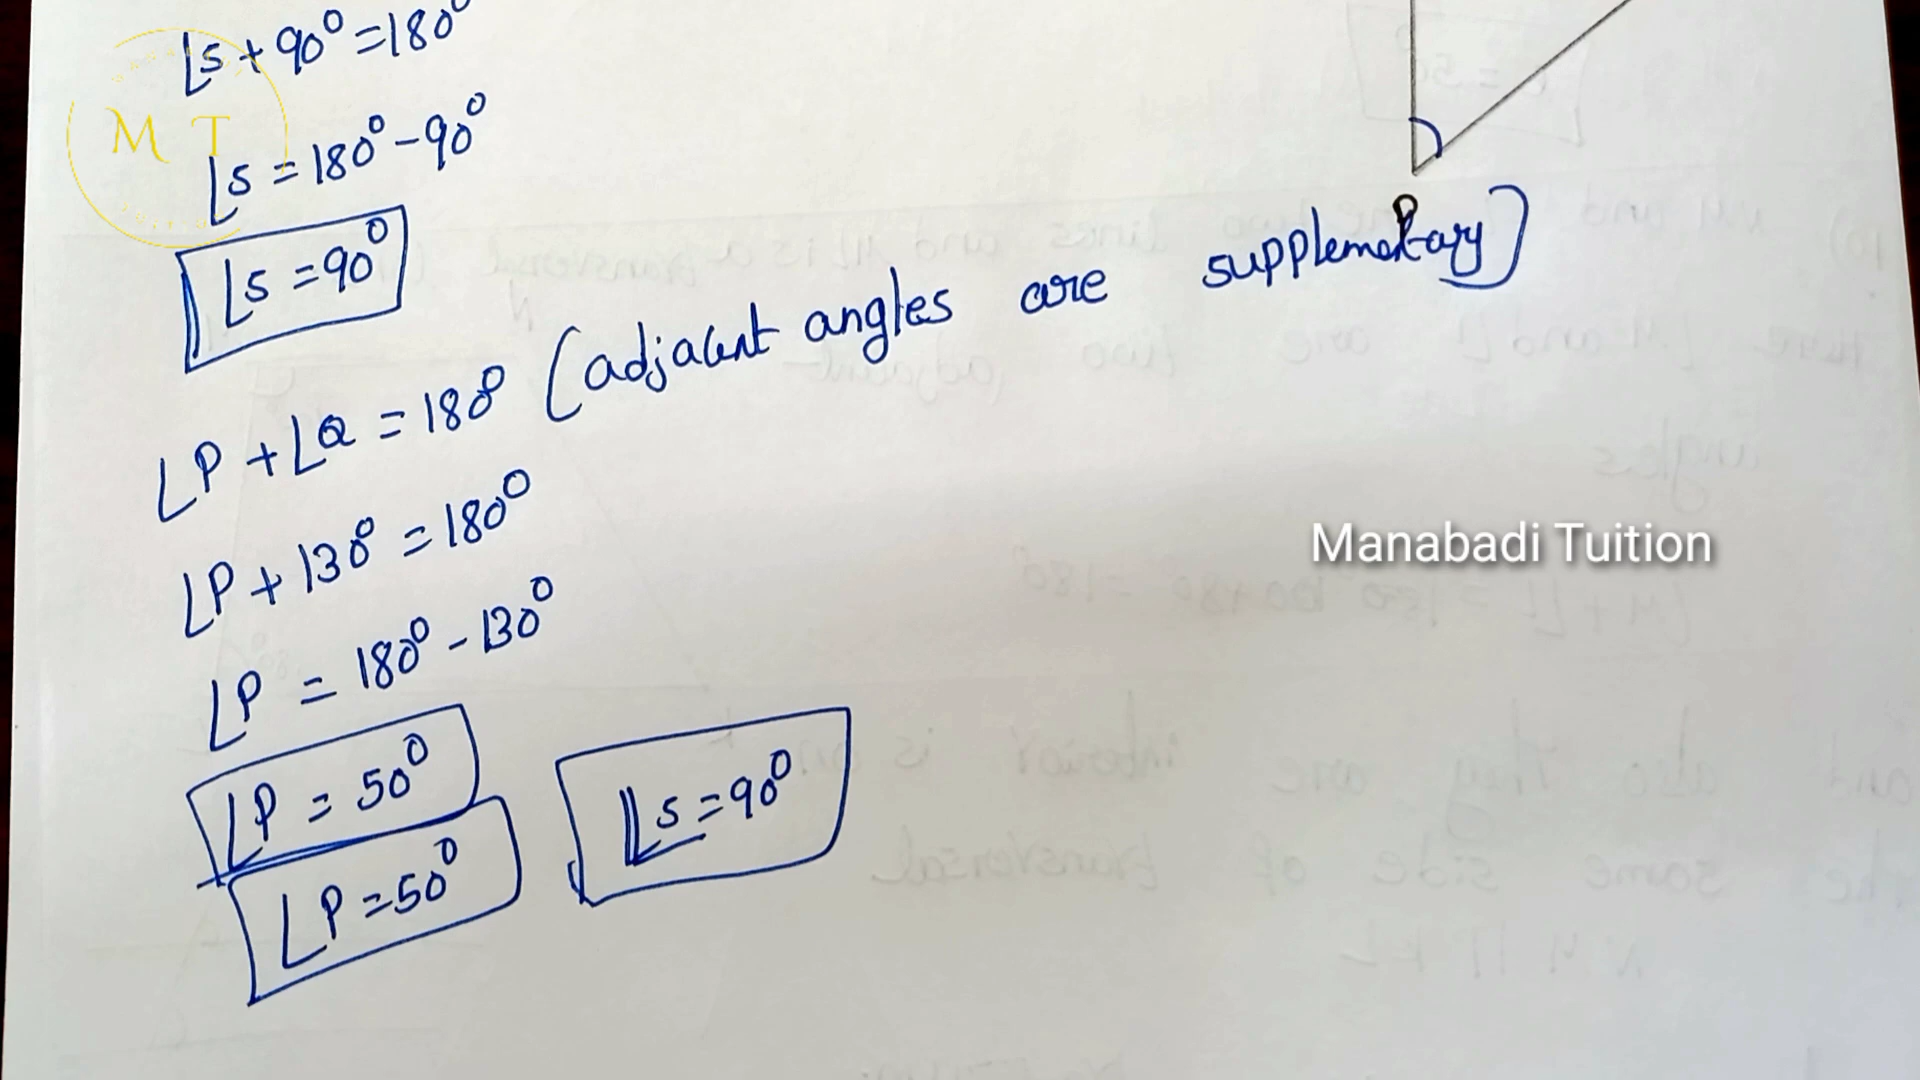 ∠S + 90° = 180°
M T
∠S = 180° - 90°
∠S = 90°
P
∠P + ∠Q = 180° (adjacent angles are supplementary)
∠P + 130° = 180°
Manabadi Tuition
∠P = 180° - 130°
∠P = 50°
∠S = 90°
∠P = 50°